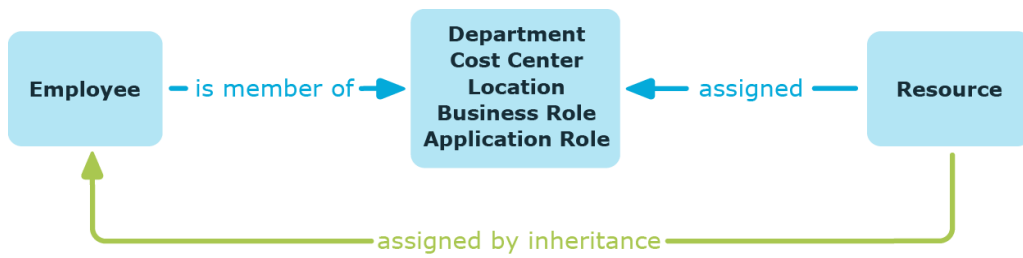 Employee
is member of
Department
Cost Center
Location
Business Role
Application Role
assigned
Resource
assigned by inheritance